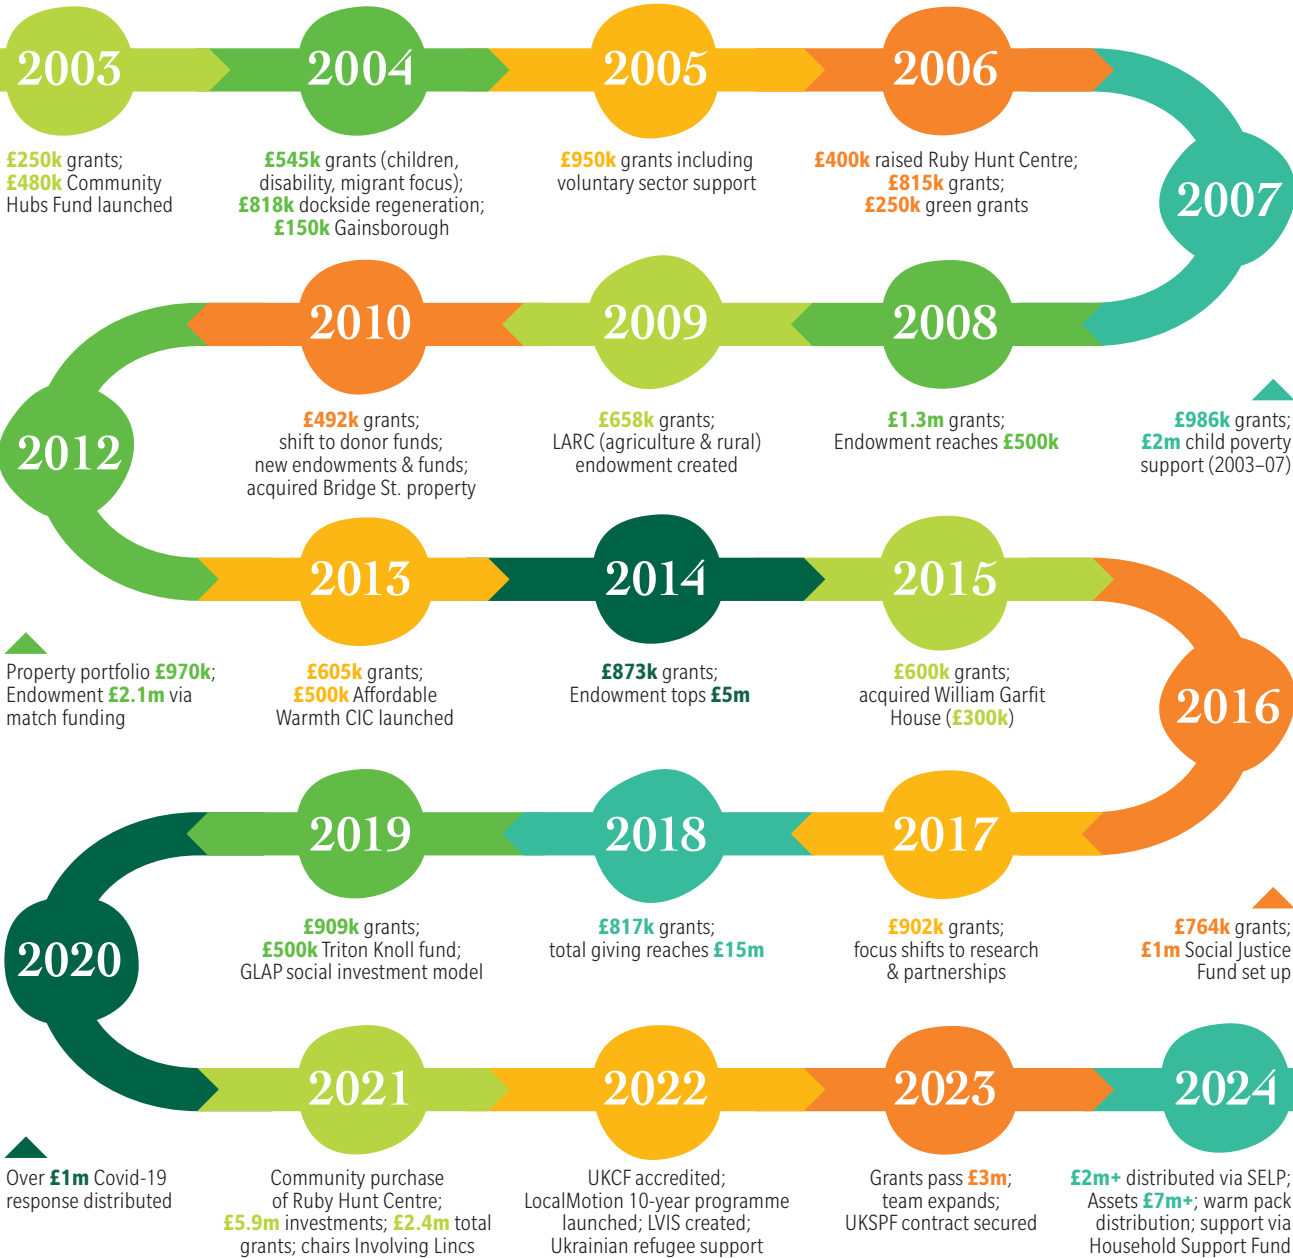 2003
£250k grants;
£480k Community
Hubs Fund launched
2004
£545k grants (children,
disability, migrant focus);
£818k dockside regeneration;
£150k Gainsborough
2005
£950k grants including
voluntary sector support
2006
£400k raised Ruby Hunt Centre;
£815k grants;
£250k green grants
2007
£986k grants;
£2m child poverty
support (2003–07)
2008
£1.3m grants;
Endowment reaches £500k
2009
£658k grants;
LARC (agriculture & rural)
endowment created
2010
£492k grants;
shift to donor funds;
new endowments & funds;
acquired Bridge St. property
2012
Property portfolio £970k;
Endowment £2.1m via
match funding
2013
£605k grants;
£500k Affordable
Warmth CIC launched
2014
£873k grants;
Endowment tops £5m
2015
£600k grants;
acquired William Garfit
House (£300k)
2016
£764k grants;
£1m Social Justice
Fund set up
2017
£902k grants;
focus shifts to research
& partnerships
2018
£817k grants;
total giving reaches £15m
2019
£909k grants;
£500k Triton Knoll fund;
GLAP social investment model
2020
Over £1m Covid-19
response distributed
2021
Community purchase
of Ruby Hunt Centre;
£5.9m investments; £2.4m total
grants; chairs Involving Lincs
2022
UKCF accredited;
LocalMotion 10-year programme
launched; LVIS created;
Ukrainian refugee support
2023
Grants pass £3m;
team expands;
UKSPF contract secured
2024
£2m+ distributed via SELP;
Assets £7m+; warm pack
distribution; support via
Household Support Fund